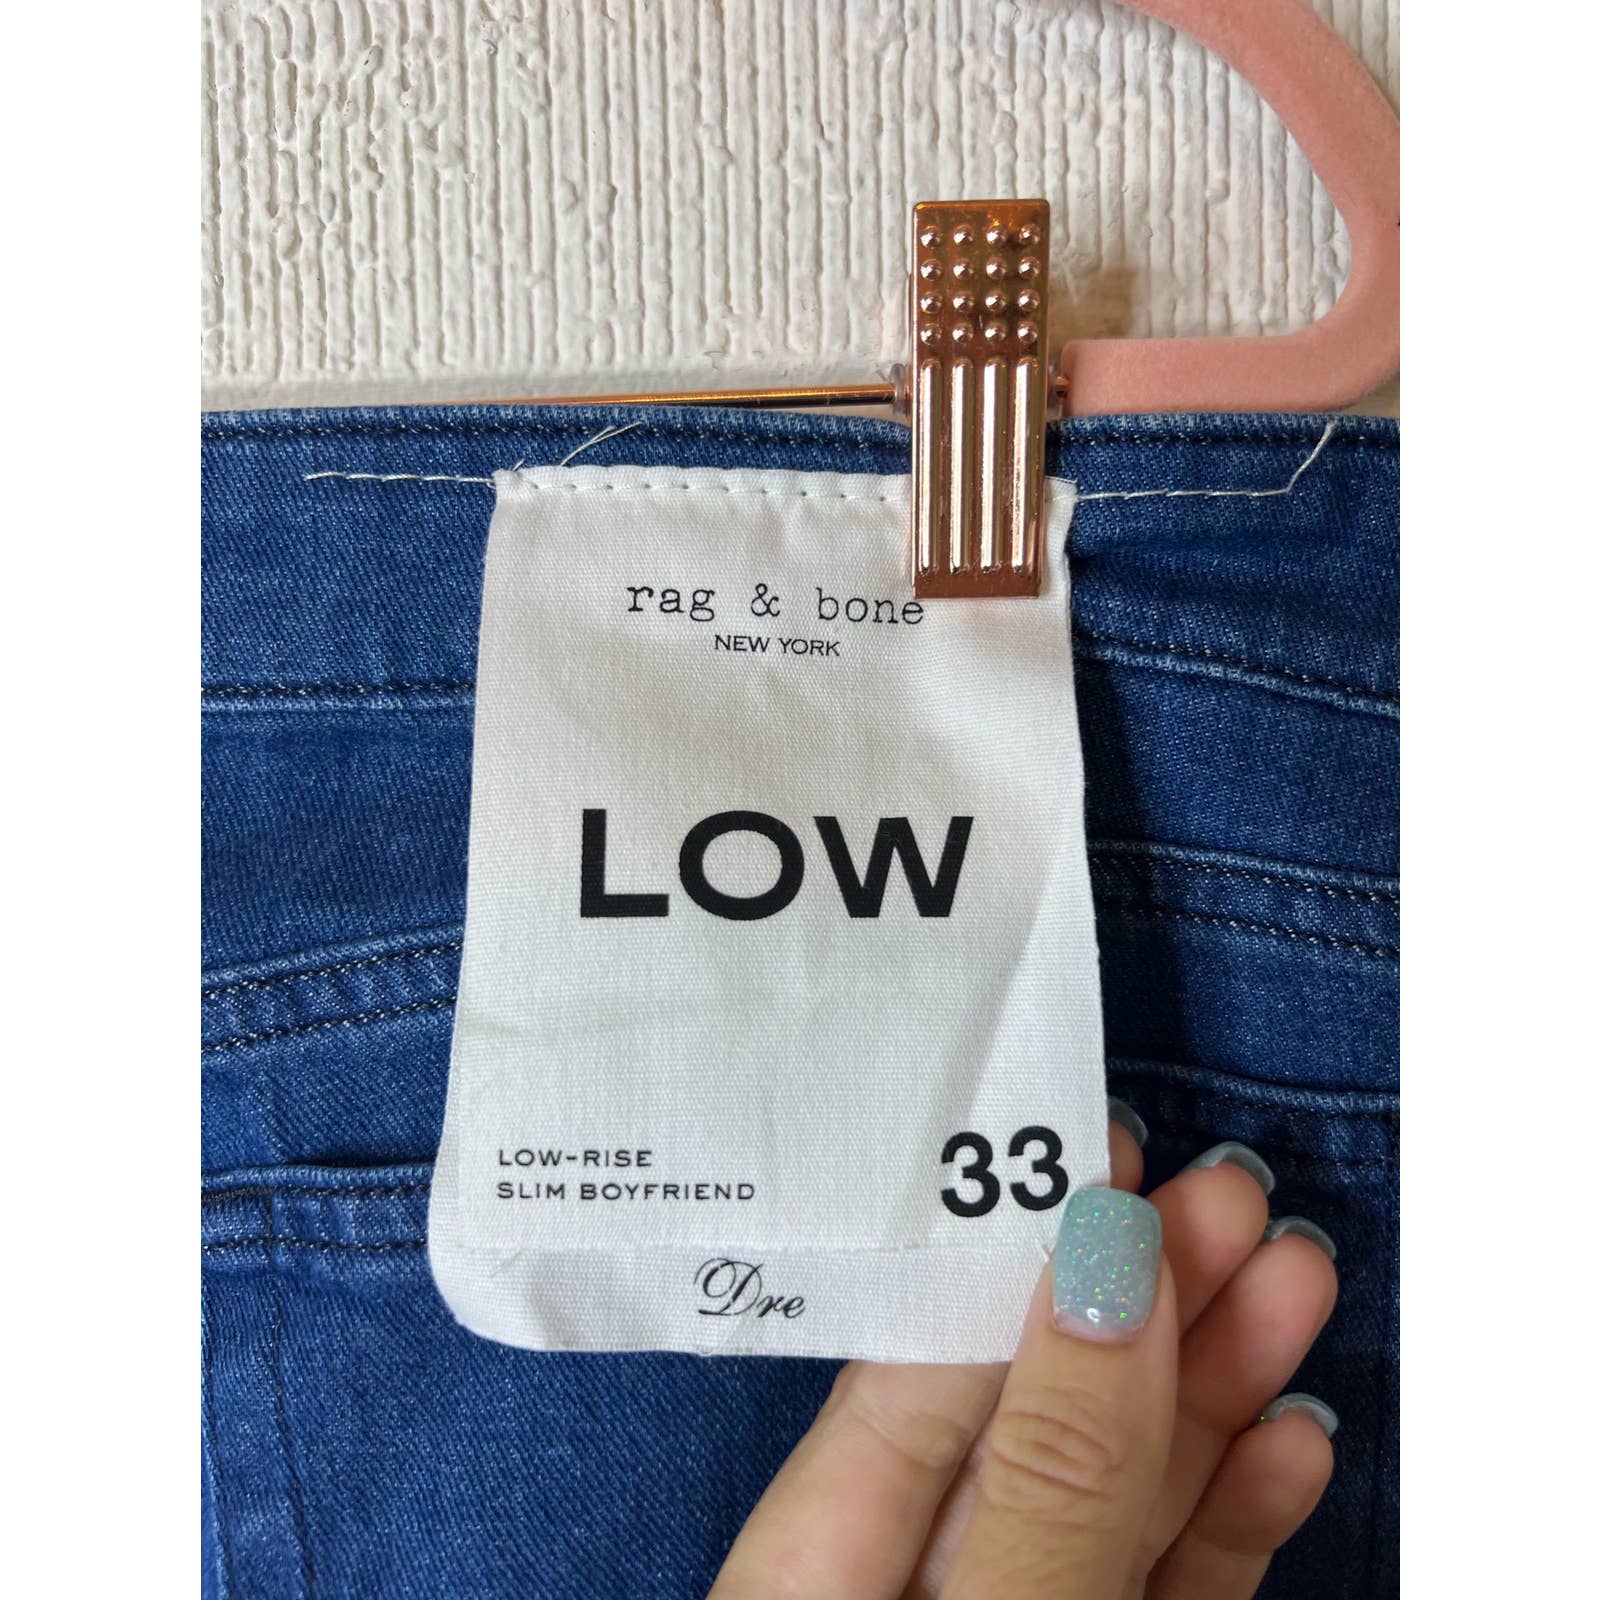 rag & bone
NEW YORK
LOW
LOW-RISE
SLIM BOYFRIEND
33
Dre